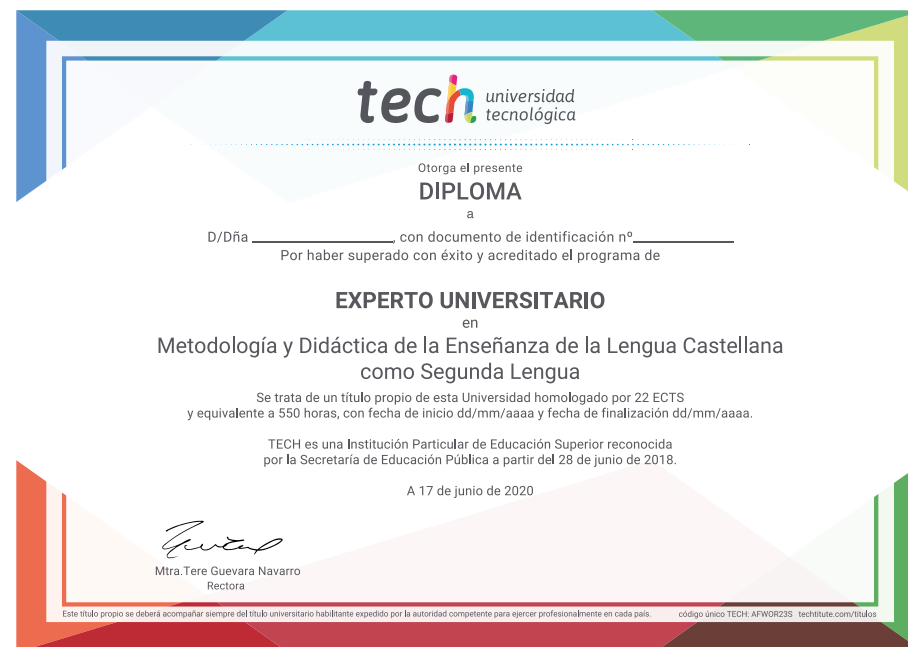 tech universidad
tecnológica
Otorga el presente
DIPLOMA
a
D/Dña ____________________, con documento de identificación nº______________
Por haber superado con éxito y acreditado el programa de
EXPERTO UNIVERSITARIO
en
Metodología y Didáctica de la Enseñanza de la Lengua Castellana
como Segunda Lengua
Se trata de un título propio de esta Universidad homologado por 22 ECTS
y equivalente a 550 horas, con fecha de inicio dd/mm/aaaa y fecha de finalización dd/mm/aaaa.
TECH es una Institución Particular de Educación Superior reconocida
por la Secretaría de Educación Pública a partir del 28 de junio de 2018.
A 17 de junio de 2020
Mtra.Tere Guevara Navarro
Rectora
Este título propio se deberá acompañar siempre del título universitario habilitante expedido por la autoridad competente para ejercer profesionalmente en cada país. código único TECH: AFWOR23S techtitute.com/titulos